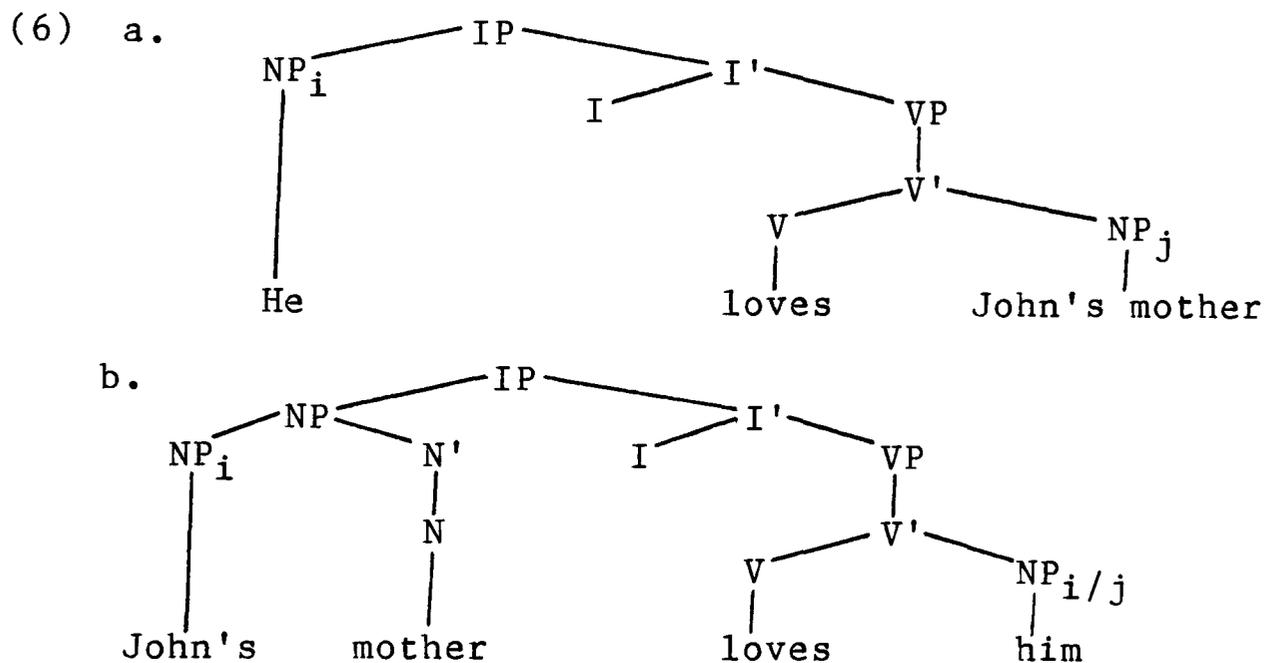 (6) a. IP
NPi I'
I VP
V'
V NPj
He loves John's mother
b. IP
NP I'
NPi N' I VP
N V'
V NPi/j
John's mother loves him